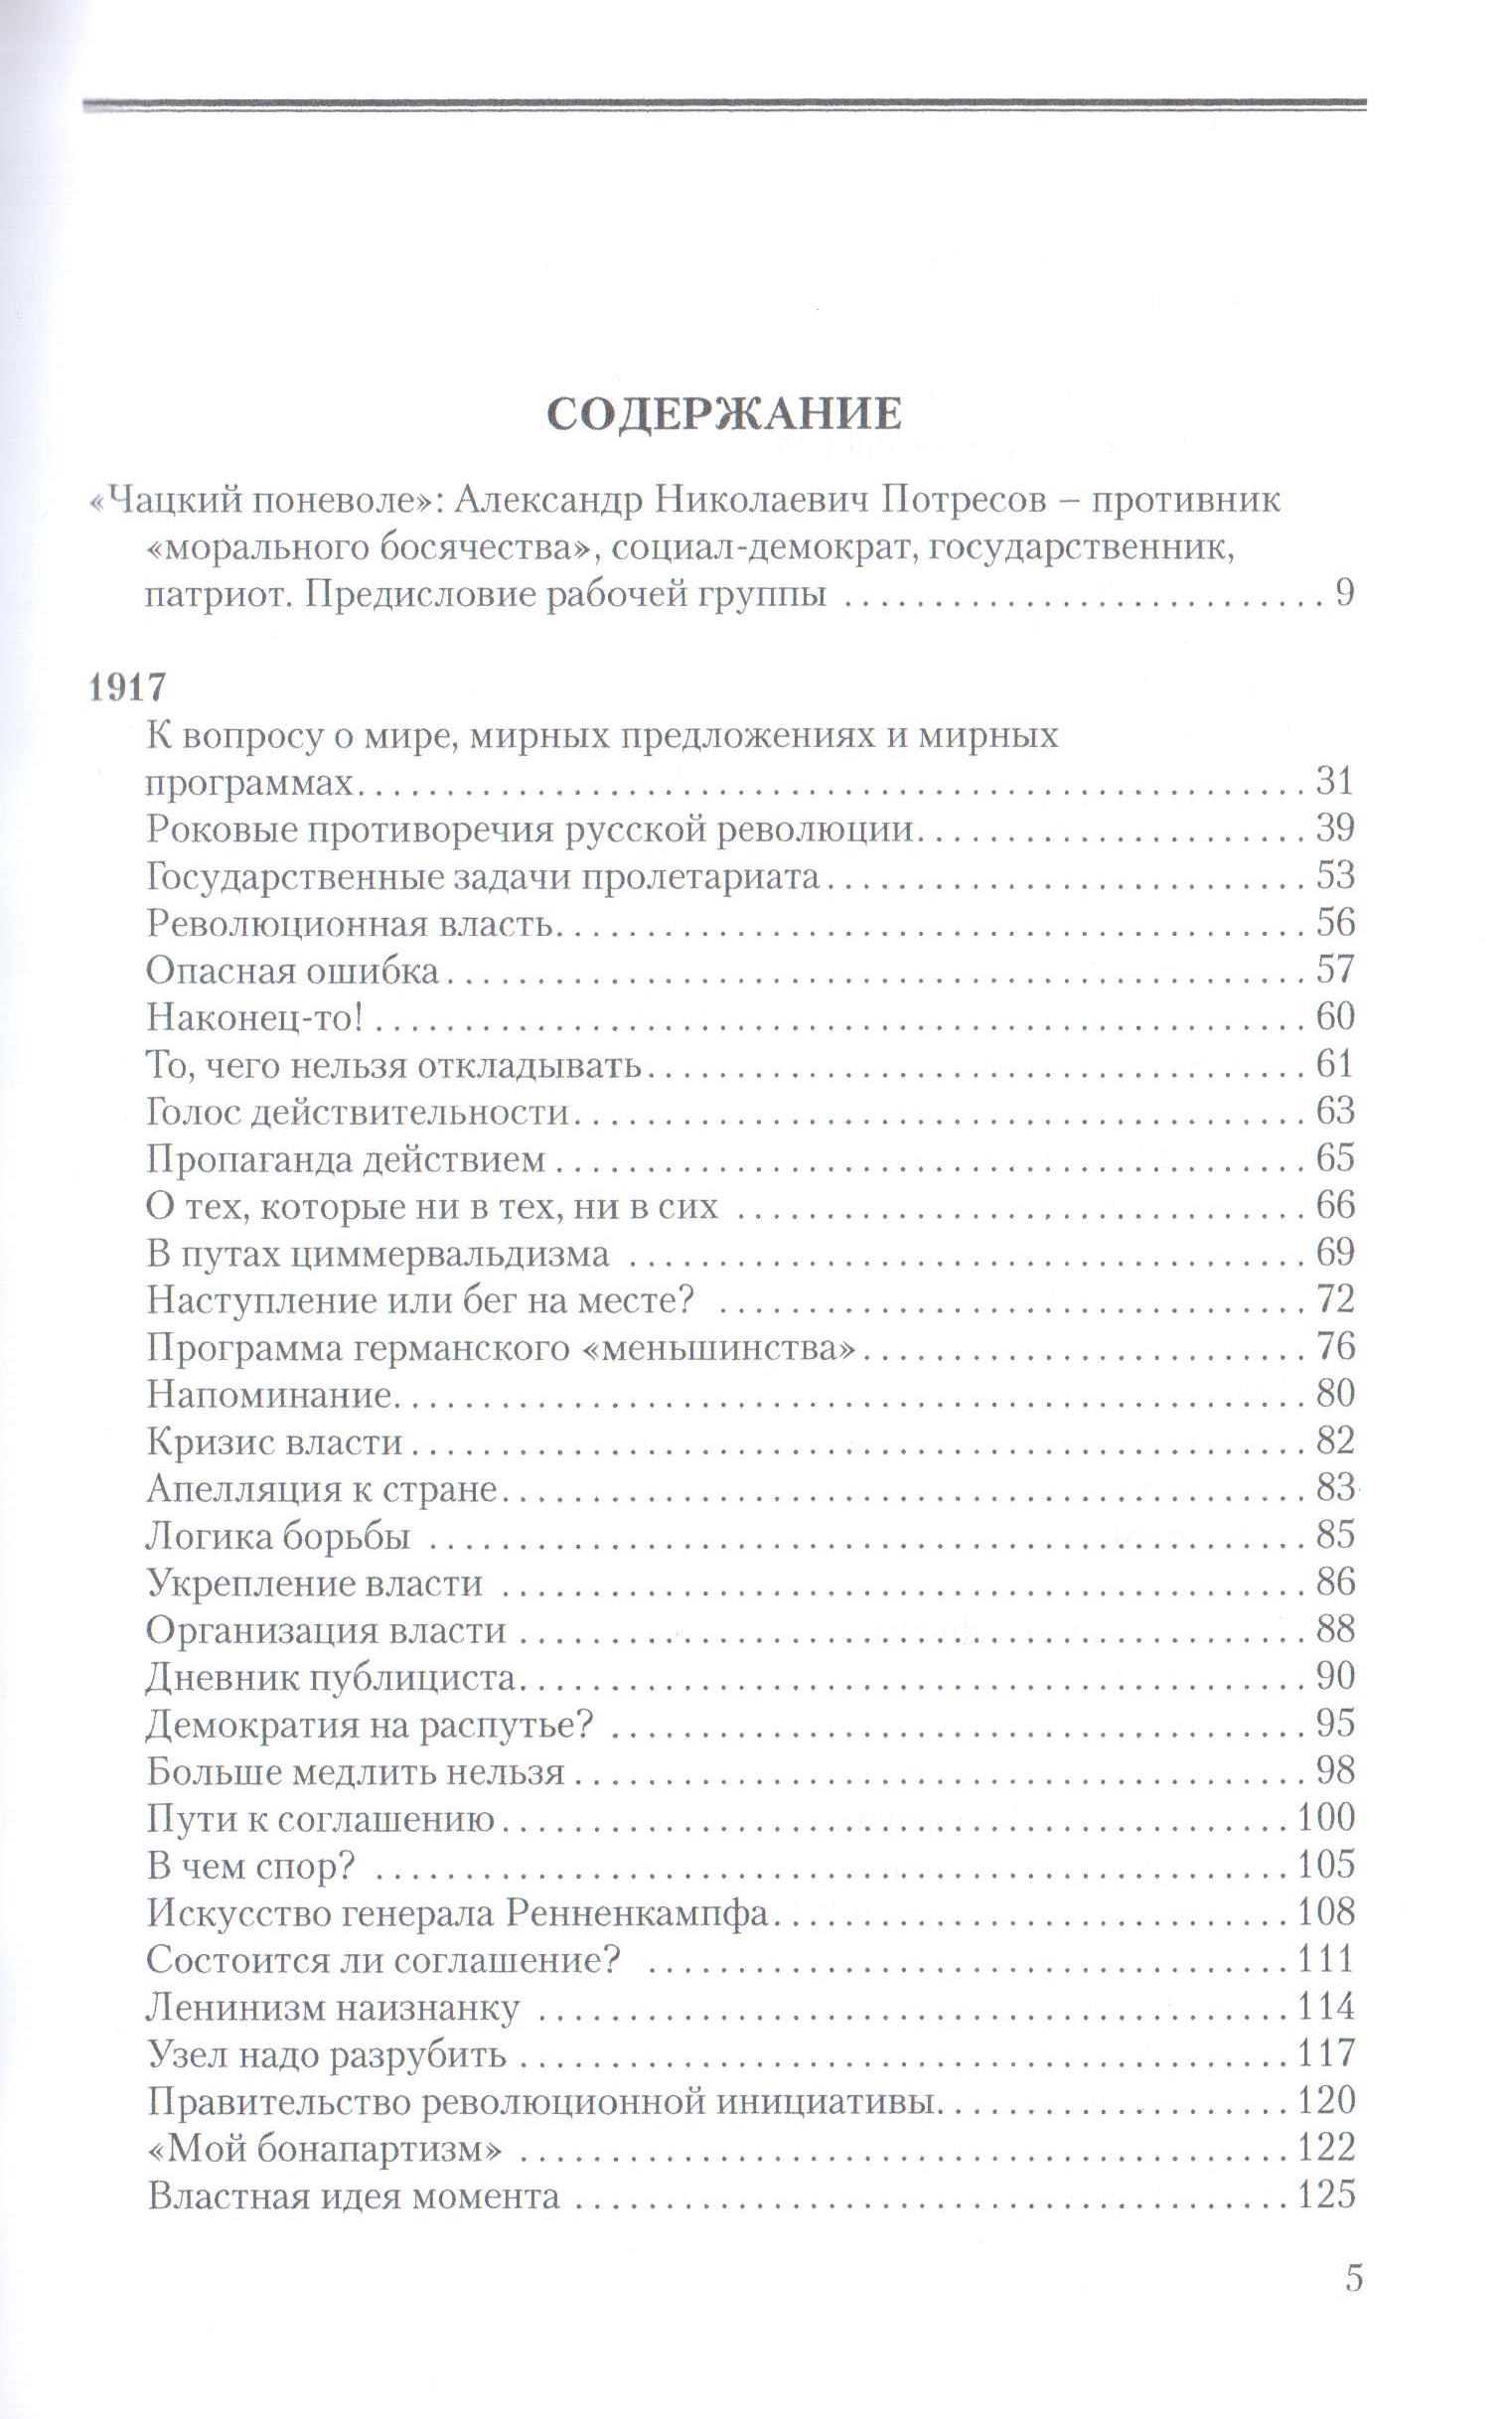 СОДЕРЖАНИЕ
«Чацкий поневоле»: Александр Николаевич Потресов – противник
«морального босячества», социал-демократ, государственник,
патриот. Предисловие рабочей группы . . . . . . . . . . . . . . . . . . . . . . . . . . . 9
1917
К вопросу о мире, мирных предложениях и мирных
программах. . . . . . . . . . . . . . . . . . . . 31
Роковые противоречия русской революции. . . . . . . . . . . . . . . . . . . . 39
Государственные задачи пролетариата. . . . . . . . . . . . . . . . . . . . 53
Революционная власть. . . . . . . . . . . . . . . . . . . . 56
Опасная ошибка. . . . . . . . . . . . . . . . . . . . 57
Наконец-то! . . . . . . . . . . . . . . . . . . . . 60
То, чего нельзя откладывать. . . . . . . . . . . . . . . . . . . . 61
Голос действительности. . . . . . . . . . . . . . . . . . . . 63
Пропаганда действием . . . . . . . . . . . . . . . . . . . . 65
О тех, которые ни в тех, ни в сих . . . . . . . . . . . . . . . . . . . . 66
В путах циммервальдизма . . . . . . . . . . . . . . . . . . . . 69
Наступление или бег на месте? . . . . . . . . . . . . . . . . . . . . 72
Программа германского «меньшинства». . . . . . . . . . . . . . . . . . . . 76
Напоминание. . . . . . . . . . . . . . . . . . . . 80
Кризис власти . . . . . . . . . . . . . . . . . . . . 82
Апелляция к стране. . . . . . . . . . . . . . . . . . . . 83
Логика борьбы . . . . . . . . . . . . . . . . . . . . 85
Укрепление власти . . . . . . . . . . . . . . . . . . . . 86
Организация власти . . . . . . . . . . . . . . . . . . . . 88
Дневник публициста. . . . . . . . . . . . . . . . . . . . 90
Демократия на распутье? . . . . . . . . . . . . . . . . . . . . 95
Больше медлить нельзя . . . . . . . . . . . . . . . . . . . . 98
Пути к соглашению. . . . . . . . . . . . . . . . . . . . 100
В чем спор? . . . . . . . . . . . . . . . . . . . . 105
Искусство генерала Ренненкампфа. . . . . . . . . . . . . . . . . . . . 108
Состоится ли соглашение? . . . . . . . . . . . . . . . . . . . . 111
Ленинизм наизнанку . . . . . . . . . . . . . . . . . . . . 114
Узел надо разрубить . . . . . . . . . . . . . . . . . . . . 117
Правительство революционной инициативы. . . . . . . . . . . . . . . . . . . . 120
«Мой бонапартизм» . . . . . . . . . . . . . . . . . . . . 122
Властная идея момента . . . . . . . . . . . . . . . . . . . . 125
5